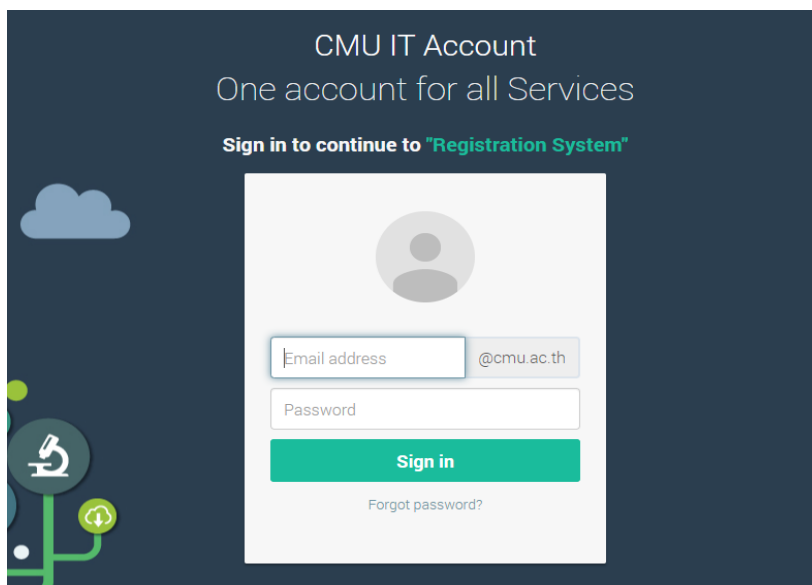 CMU IT Account
One account for all Services
Sign in to continue to "Registration System"
Email address @cmu.ac.th
Password
Sign in
Forgot password?